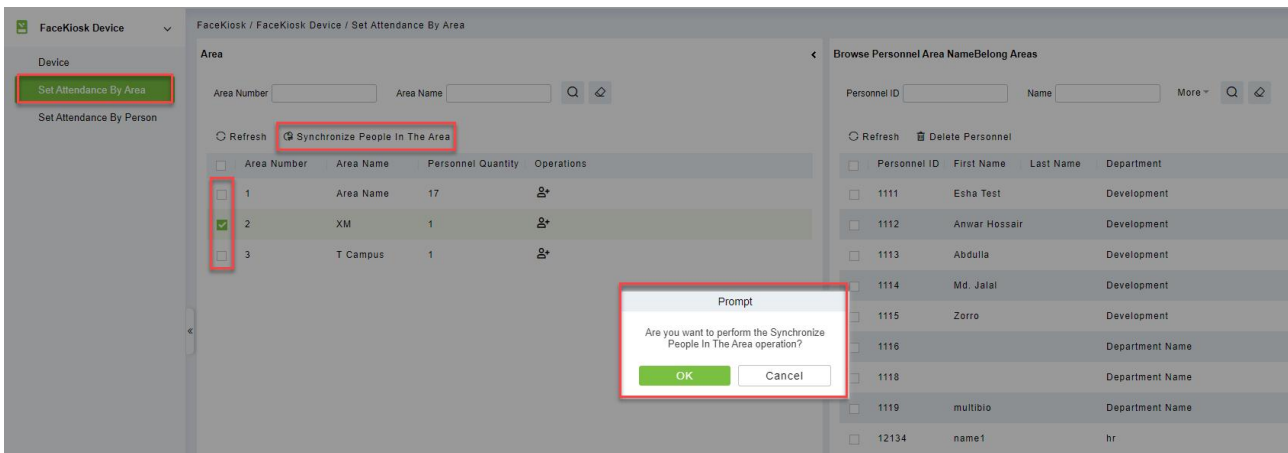 FaceKiosk Device
Device
Set Attendance By Area
Set Attendance By Person
FaceKiosk / FaceKiosk Device / Set Attendance By Area
Area
Area Number Area Name
Refresh Synchronize People In The Area
Area Number Area Name Personnel Quantity Operations
1 Area Name 17
2 XM 1
3 T Campus 1
Browse Personnel Area NameBelong Areas
Personnel ID Name More
Refresh Delete Personnel
Personnel ID First Name Last Name Department
1111 Esha Test Development
1112 Anwar Hossair Development
1113 Abdulla Development
1114 Md. Jalal Development
1115 Zorro Development
1116 Department Name
1118 Department Name
1119 multibio Department Name
12134 name1 hr
Prompt
Are you want to perform the Synchronize
People In The Area operation?
OK Cancel